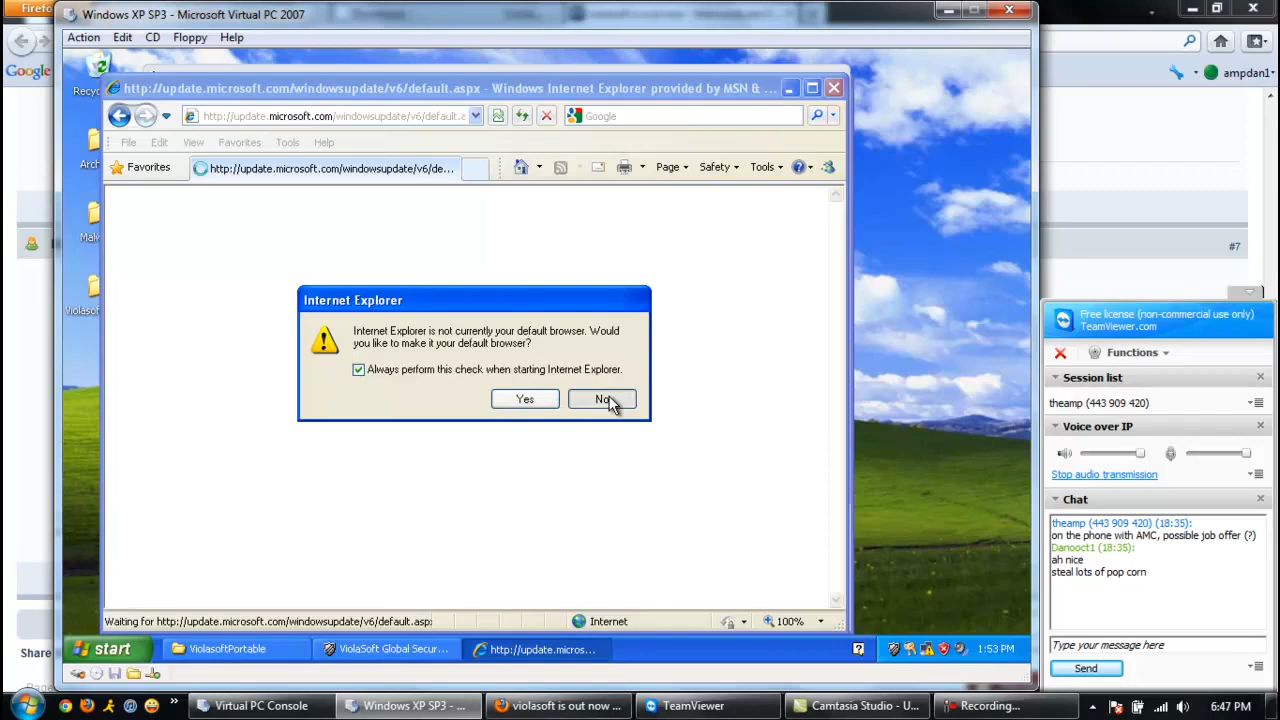 Firefo
Windows XP SP3 - Microsoft Virtual PC 2007
Action Edit CD Floppy Help
Google
ampdan1
Recyc
http://update.microsoft.com/windowsupdate/v6/default.aspx - Windows Internet Explorer provided by MSN & ...
http://update.microsoft.com/windowsupdate/v6/default.a
Google
File Edit View Favorites Tools Help
Favorites
http://update.microsoft.com/windowsupdate/v6/de...
Page Safety Tools
Arch
Malv
Violasof
#7
Internet Explorer
Internet Explorer is not currently your default browser. Would
you like to make it your default browser?
Always perform this check when starting Internet Explorer.
Yes No
Waiting for http://update.microsoft.com/windowsupdate/v6/default.asp:
Internet
100%
start
ViolasoftPortable
ViolaSoft Global Secur...
http://update.micros...
1:53 PM
Free license (non-commercial use only)
TeamViewer.com
Functions
Session list
theamp (443 909 420)
Voice over IP
Stop audio transmission
Chat
theamp (443 909 420) (18:35):
on the phone with AMC, possible job offer (?)
Danooct1 (18:35):
ah nice
steal lots of pop corn
Type your message here
Send
Share
Virtual PC Console
Windows XP SP3 - ...
violasoft is out now ...
TeamViewer
Camtasia Studio - U...
Recording...
6:47 PM